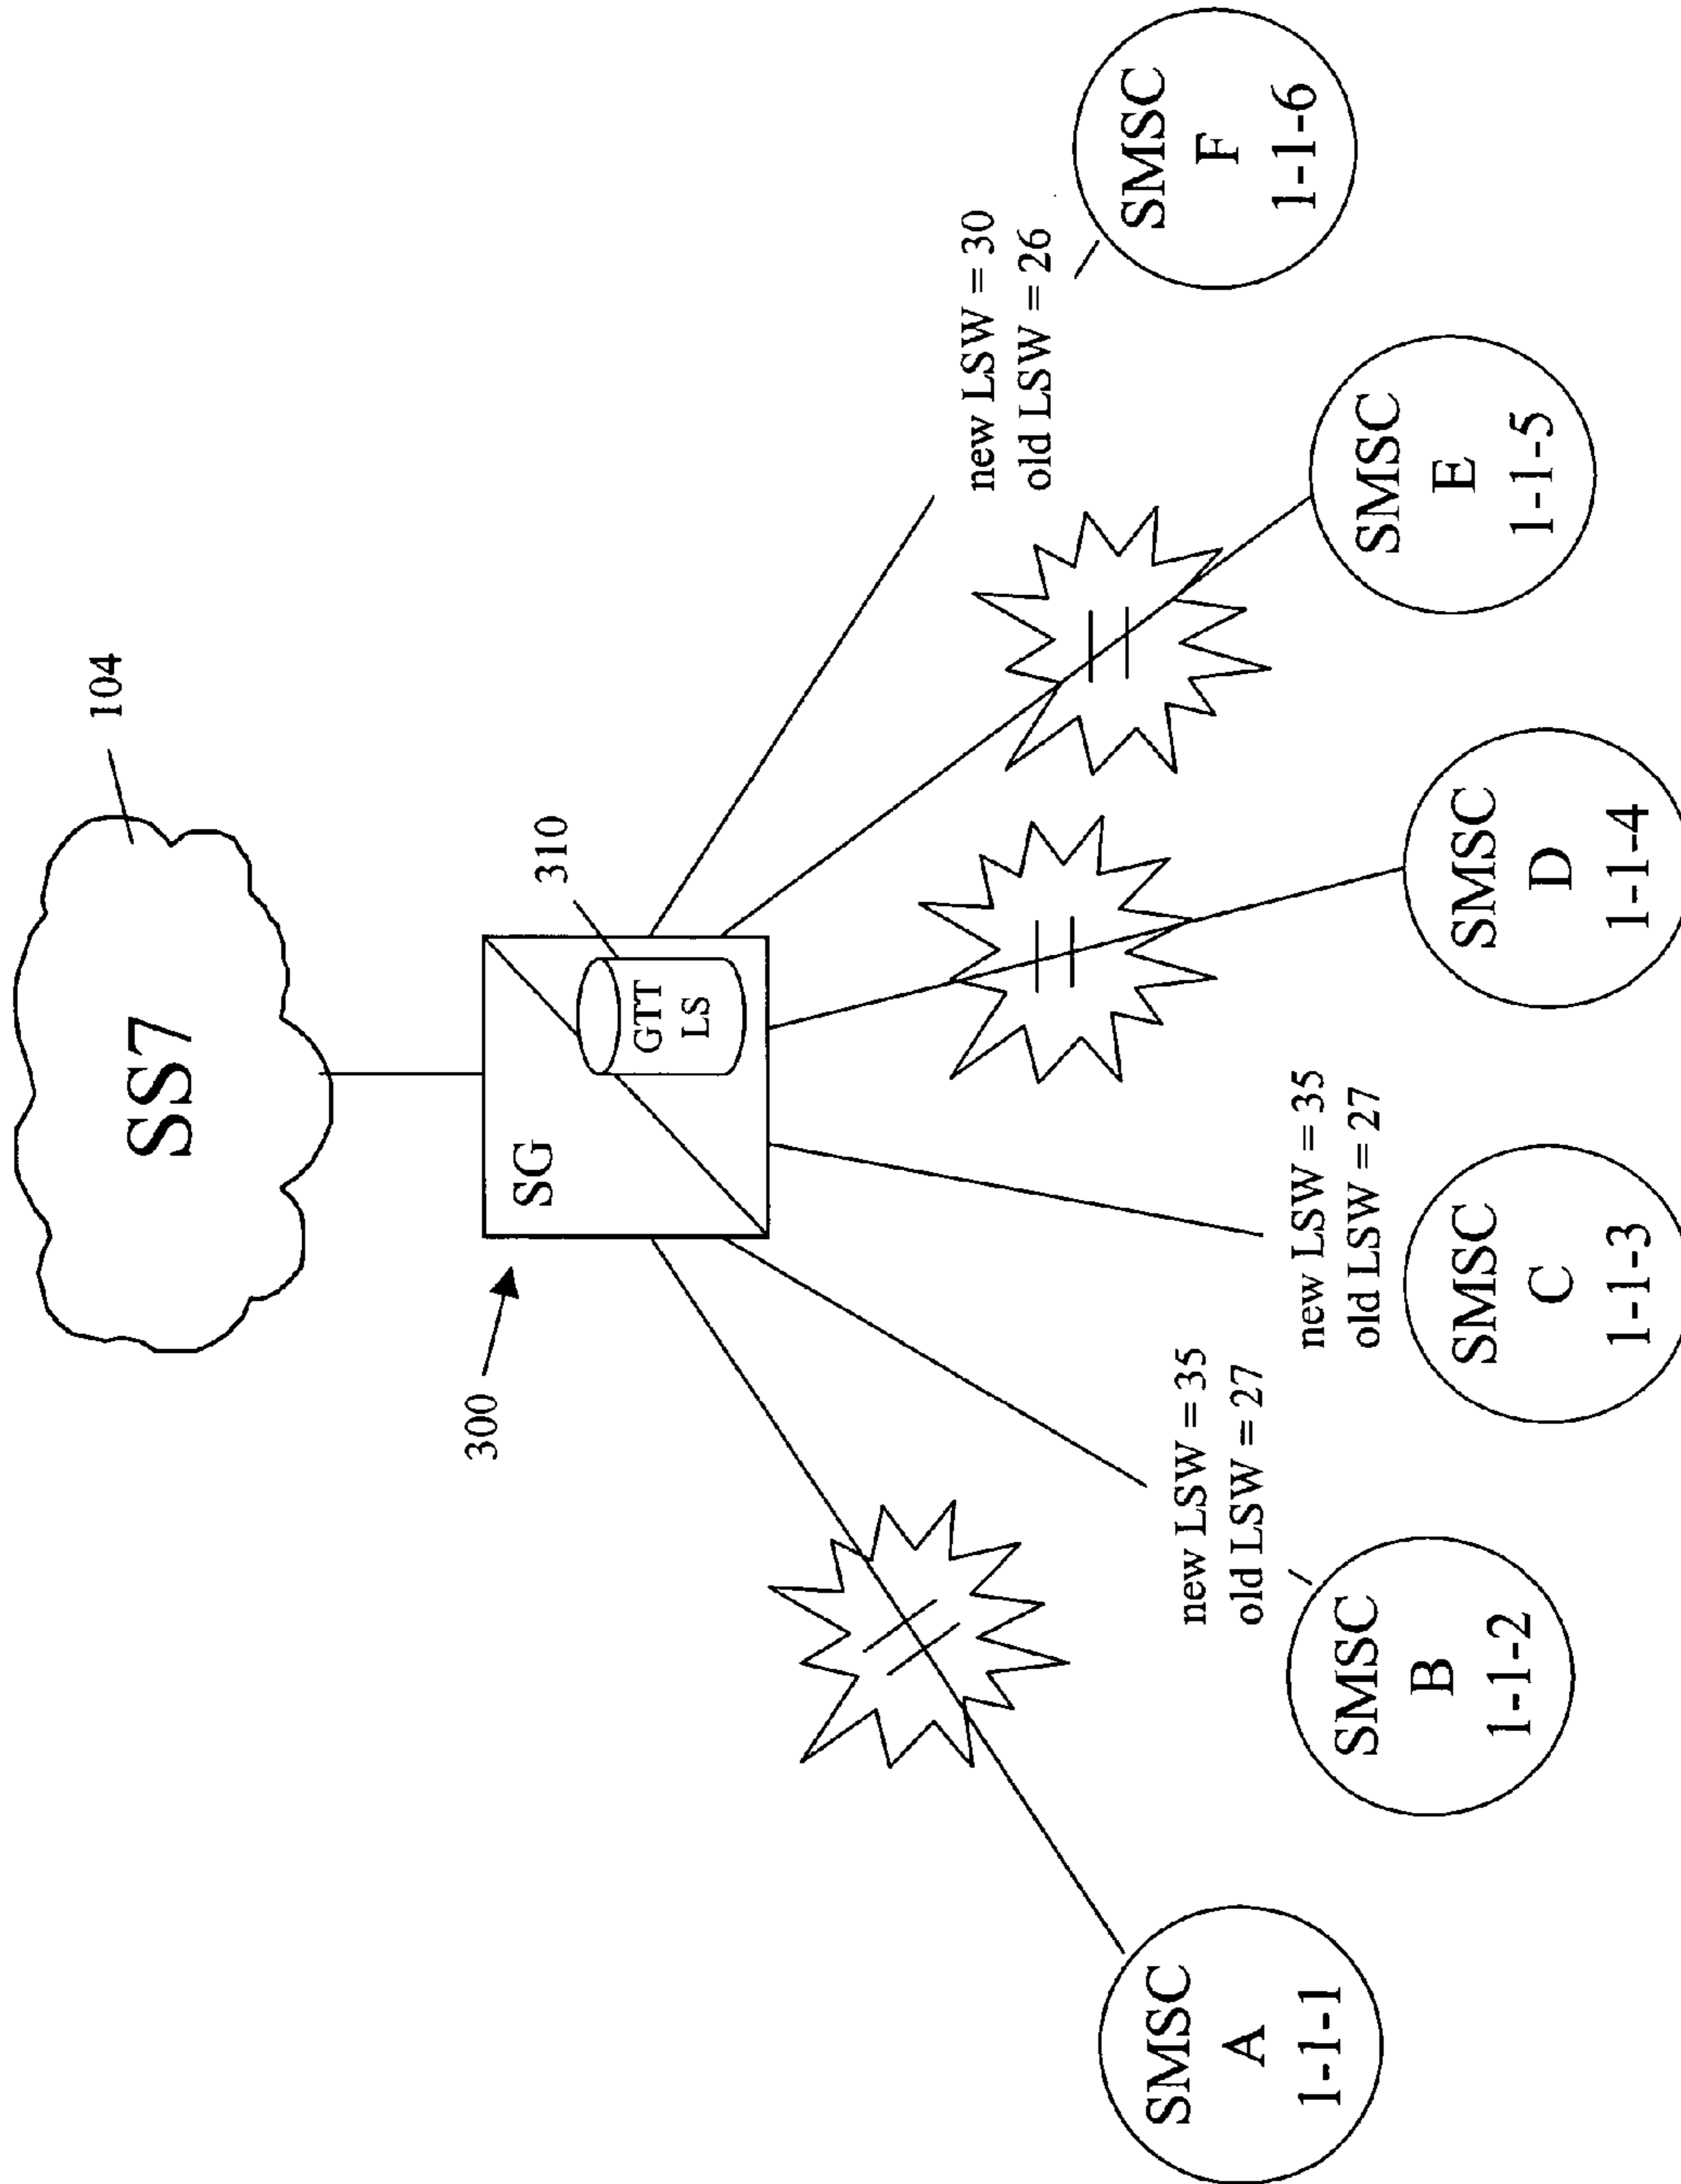 SS7
104
300
SG
310
GTT
LS
new LSW = 35
old LSW = 27
new LSW = 35
old LSW = 27
new LSW = 30
old LSW = 26
SMSC
A
1-1-1
SMSC
B
1-1-2
SMSC
C
1-1-3
SMSC
D
1-1-4
SMSC
E
1-1-5
SMSC
F
1-1-6